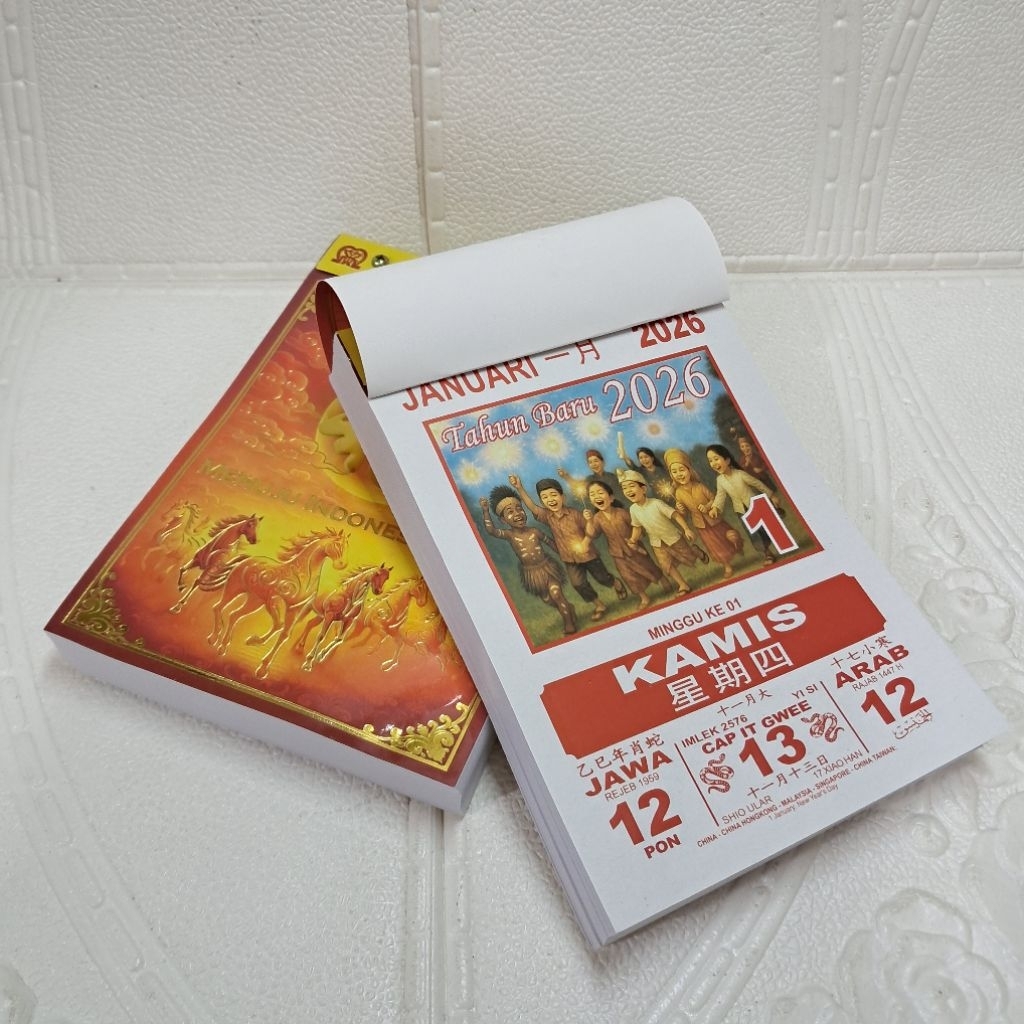 MENUJU INDONES
JANUARI 一月 2026
Tahun Baru 2026
1
MINGGU KE 01
KAMIS
星期四
乙巳年肖蛇
JAWA
REJEB 1959
12
PON
十一月大
IMLEK 2576 YI SI
CAP IT GWEE
13
十一月十三日
SHIO ULAR 17 XIAO HAN
十七小寒
ARAB
RAJAB 1447 H
12
CHINA - CHINA HONGKONG - MALAYSIA - SINGAPORE - CHINA TAIWAN:
1 January, New Year's Day